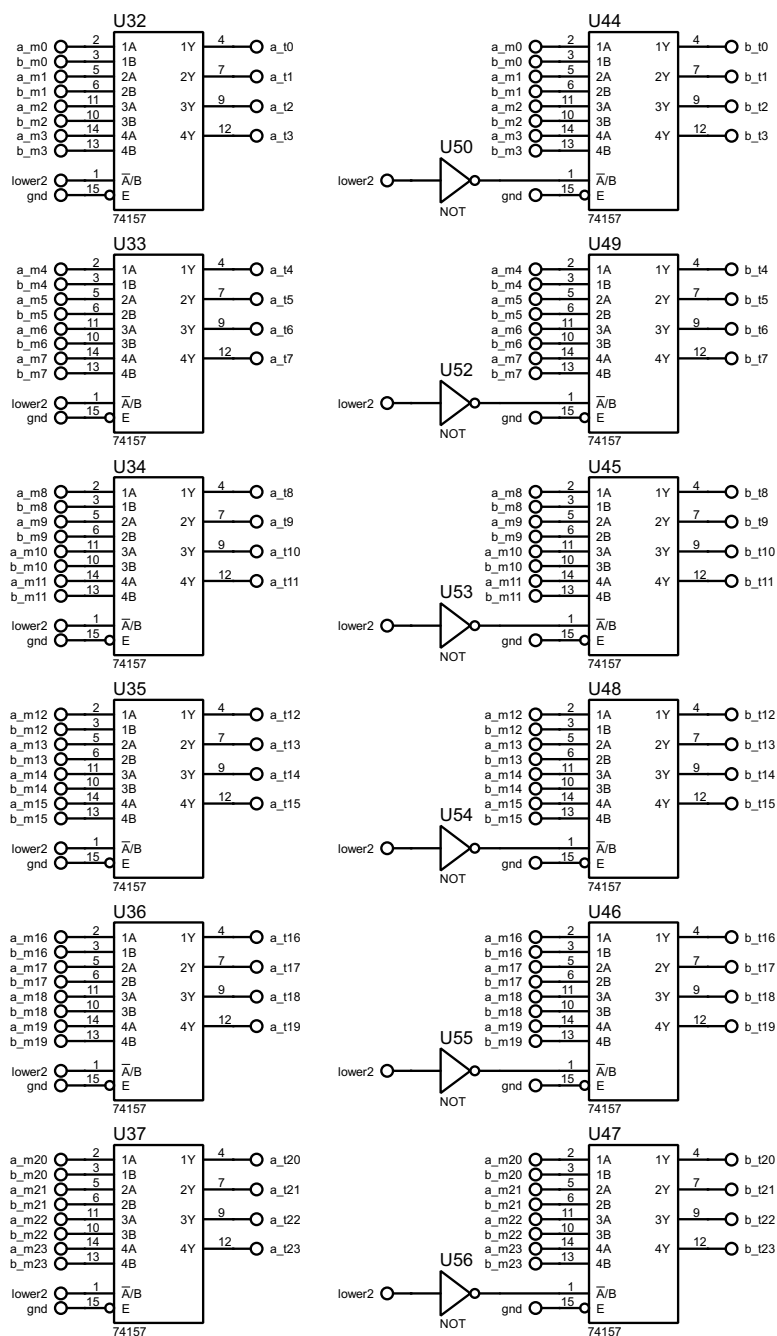 U32
a_m0 2 1A 1Y 4 a_t0
b_m0 3 1B
a_m1 5 2A 2Y 7 a_t1
b_m1 6 2B
a_m2 11 3A 3Y 9 a_t2
b_m2 10 3B
a_m3 14 4A 4Y 12 a_t3
b_m3 13 4B
lower2 1 A̅/B
gnd 15 E
74157
U44
a_m0 2 1A 1Y 4 b_t0
b_m0 3 1B
a_m1 5 2A 2Y 7 b_t1
b_m1 6 2B
a_m2 11 3A 3Y 9 b_t2
b_m2 10 3B
a_m3 14 4A 4Y 12 b_t3
b_m3 13 4B
U50
lower2 1 A̅/B
NOT
gnd 15 E
74157
U33
a_m4 2 1A 1Y 4 a_t4
b_m4 3 1B
a_m5 5 2A 2Y 7 a_t5
b_m5 6 2B
a_m6 11 3A 3Y 9 a_t6
b_m6 10 3B
a_m7 14 4A 4Y 12 a_t7
b_m7 13 4B
lower2 1 A̅/B
gnd 15 E
74157
U49
a_m4 2 1A 1Y 4 b_t4
b_m4 3 1B
a_m5 5 2A 2Y 7 b_t5
b_m5 6 2B
a_m6 11 3A 3Y 9 b_t6
b_m6 10 3B
a_m7 14 4A 4Y 12 b_t7
b_m7 13 4B
U52
lower2 1 A̅/B
NOT
gnd 15 E
74157
U34
a_m8 2 1A 1Y 4 a_t8
b_m8 3 1B
a_m9 5 2A 2Y 7 a_t9
b_m9 6 2B
a_m10 11 3A 3Y 9 a_t10
b_m10 10 3B
a_m11 14 4A 4Y 12 a_t11
b_m11 13 4B
lower2 1 A̅/B
gnd 15 E
74157
U45
a_m8 2 1A 1Y 4 b_t8
b_m8 3 1B
a_m9 5 2A 2Y 7 b_t9
b_m9 6 2B
a_m10 11 3A 3Y 9 b_t10
b_m10 10 3B
a_m11 14 4A 4Y 12 b_t11
b_m11 13 4B
U53
lower2 1 A̅/B
NOT
gnd 15 E
74157
U35
a_m12 2 1A 1Y 4 a_t12
b_m12 3 1B
a_m13 5 2A 2Y 7 a_t13
b_m13 6 2B
a_m14 11 3A 3Y 9 a_t14
b_m14 10 3B
a_m15 14 4A 4Y 12 a_t15
b_m15 13 4B
lower2 1 A̅/B
gnd 15 E
74157
U48
a_m12 2 1A 1Y 4 b_t12
b_m12 3 1B
a_m13 5 2A 2Y 7 b_t13
b_m13 6 2B
a_m14 11 3A 3Y 9 b_t14
b_m14 10 3B
a_m15 14 4A 4Y 12 b_t15
b_m15 13 4B
U54
lower2 1 A̅/B
NOT
gnd 15 E
74157
U36
a_m16 2 1A 1Y 4 a_t16
b_m16 3 1B
a_m17 5 2A 2Y 7 a_t17
b_m17 6 2B
a_m18 11 3A 3Y 9 a_t18
b_m18 10 3B
a_m19 14 4A 4Y 12 a_t19
b_m19 13 4B
lower2 1 A̅/B
gnd 15 E
74157
U46
a_m16 2 1A 1Y 4 b_t16
b_m16 3 1B
a_m17 5 2A 2Y 7 b_t17
b_m17 6 2B
a_m18 11 3A 3Y 9 b_t18
b_m18 10 3B
a_m19 14 4A 4Y 12 b_t19
b_m19 13 4B
U55
lower2 1 A̅/B
NOT
gnd 15 E
74157
U37
a_m20 2 1A 1Y 4 a_t20
b_m20 3 1B
a_m21 5 2A 2Y 7 a_t21
b_m21 6 2B
a_m22 11 3A 3Y 9 a_t22
b_m22 10 3B
a_m23 14 4A 4Y 12 a_t23
b_m23 13 4B
lower2 1 A̅/B
gnd 15 E
74157
U47
a_m20 2 1A 1Y 4 b_t20
b_m20 3 1B
a_m21 5 2A 2Y 7 b_t21
b_m21 6 2B
a_m22 11 3A 3Y 9 b_t22
b_m22 10 3B
a_m23 14 4A 4Y 12 b_t23
b_m23 13 4B
U56
lower2 1 A̅/B
NOT
gnd 15 E
74157